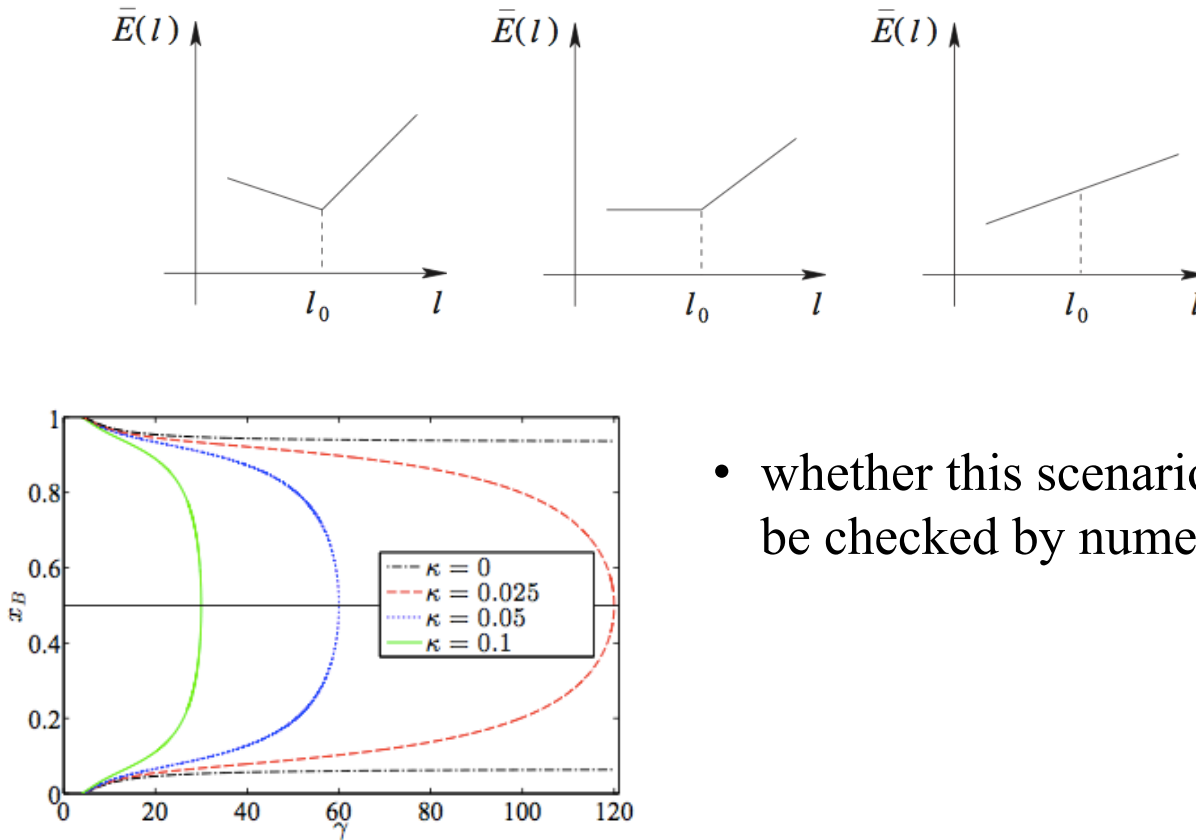 Ē(l) Ē(l) Ē(l)
l₀ l l₀ l l₀ l
1
0.8
0.6
0.4
0.2
0
x_B
κ = 0
κ = 0.025
κ = 0.05
κ = 0.1
0 20 40 60 80 100 120
γ
• whether this scenario
be checked by nume